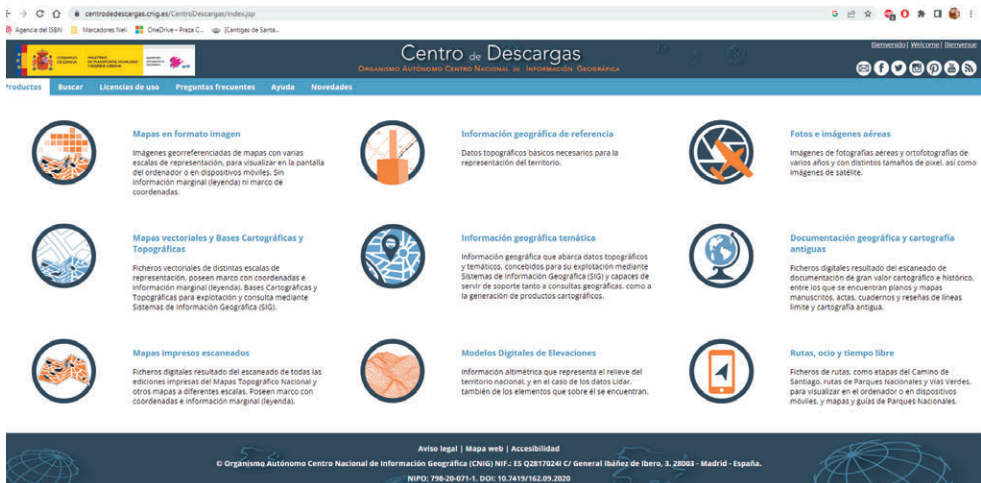 centrodedescargas.cnig.es/CentroDescargas/index.jsp
Agencia del ISBN
Marcadores Neli
OneDrive - Praza C...
(Cantigas de Santa...
Centro de Descargas
Organismo Autónomo Centro Nacional de Información Geográfica
Bienvenido | Welcome | Bienvenue
Productos Buscar Licencias de uso Preguntas frecuentes Ayuda Novedades
Mapas en formato imagen
Imágenes georreferenciadas de mapas con varias
escalas de representación, para visualizar en la pantalla
del ordenador o en dispositivos móviles. Sin
información marginal (leyenda) ni marco de
coordenadas.
Información geográfica de referencia
Datos topográficos básicos necesarios para la
representación del territorio.
Fotos e imágenes aéreas
Imágenes de fotografías aéreas y ortofotografías de
varios años y con distintos tamaños de pixel, así como
imágenes de satélite.
Mapas vectoriales y Bases Cartográficas y
Topográficas
Ficheros vectoriales de distintas escalas de
representación, poseen marco con coordenadas e
información marginal (leyenda). Bases Cartográficas y
Topográficas para explotación y consulta mediante
Sistemas de Información Geográfica (SIG).
Información geográfica temática
Información geográfica que abarca datos topográficos
y temáticos, concebidos para su explotación mediante
Sistemas de Información Geográfica (SIG) y capaces de
servir de soporte tanto a consultas geográficas, como a
la generación de productos cartográficos.
Documentación geográfica y cartografía
antiguas
Ficheros digitales resultado del escaneado de
documentación de gran valor cartográfico e histórico,
entre los que se encuentran planos y mapas
manuscritos, actas, cuadernos y reseñas de líneas
límite y cartografía antigua.
Mapas impresos escaneados
Ficheros digitales resultado del escaneado de todas las
ediciones impresas del Mapas Topográfico Nacional y
otros mapas a diferentes escalas. Poseen marco con
coordenadas e información marginal (leyenda).
Modelos Digitales de Elevaciones
Información altimétrica que representa el relieve del
territorio nacional, y en el caso de los datos Lidar,
también de los elementos que sobre él se encuentran.
Rutas, ocio y tiempo libre
Ficheros de rutas, como etapas del Camino de
Santiago, rutas de Parques Nacionales y Vías Verdes,
para visualizar en el ordenador o en dispositivos
móviles, y mapas y guías de Parques Nacionales.
Aviso legal | Mapa web | Accesibilidad
© Organismo Autónomo Centro Nacional de Información Geográfica (CNIG) NIF.: ES Q2817024I C/ General Ibáñez de Ibero, 3. 28003 - Madrid - España.
NIPO: 798-20-071-1. DOI: 10.7419/162.09.2020